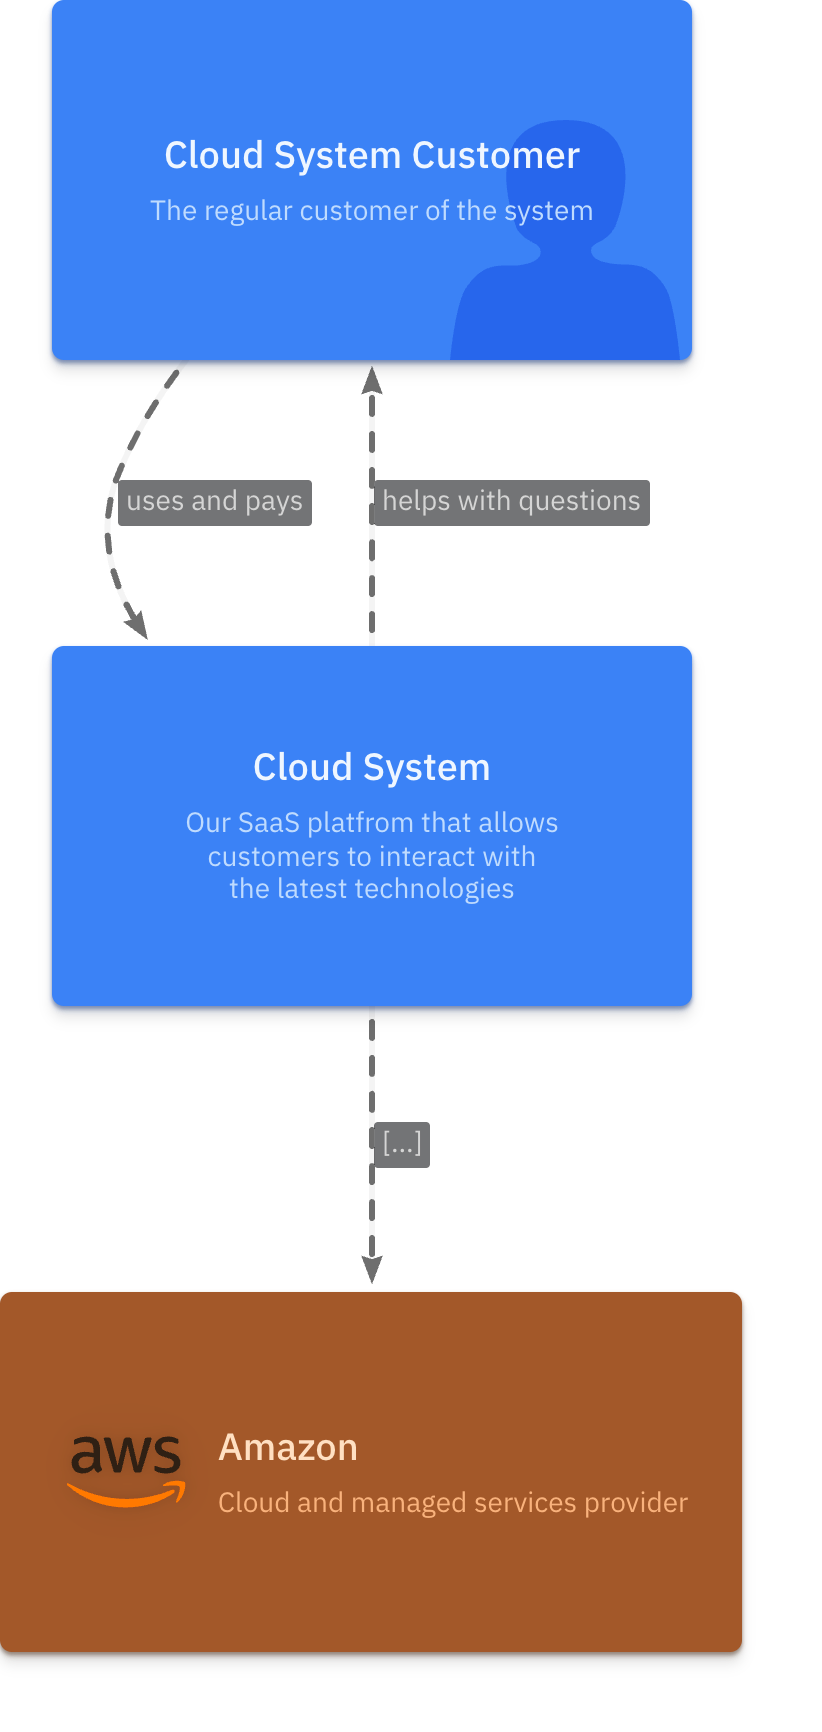 Cloud System Customer
The regular customer of the system
uses and pays
helps with questions
Cloud System
Our SaaS platfrom that allows
customers to interact with
the latest technologies
[...]
aws
Amazon
Cloud and managed services provider